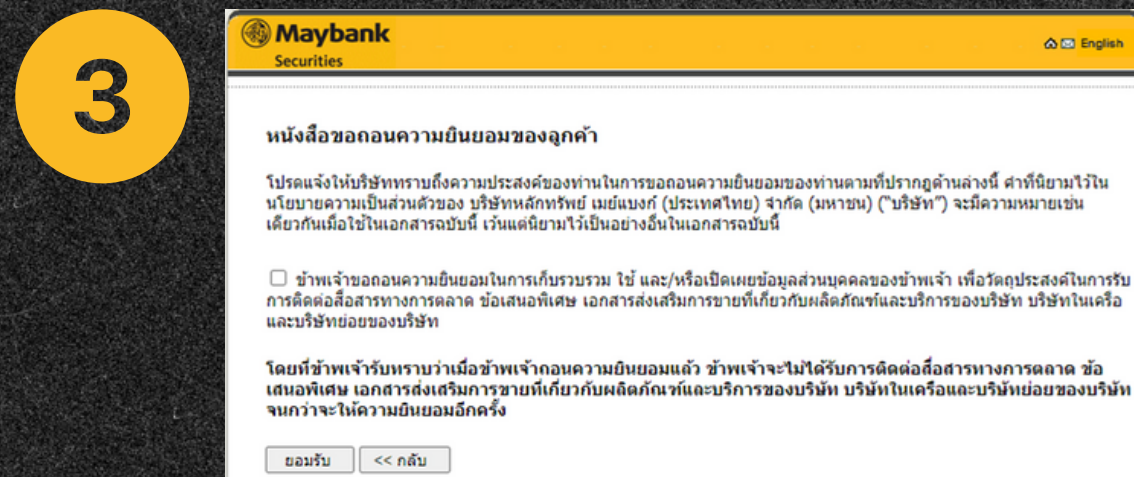 3
Maybank
Securities
English
หนังสือขอถอนความยินยอมของลูกค้า
โปรดแจ้งให้บริษัททราบถึงความประสงค์ของท่านในการขอถอนความยินยอมของท่านตามที่ปรากฏด้านล่างนี้ คำที่นิยามไว้ใน
นโยบายความเป็นส่วนตัวของ บริษัทหลักทรัพย์ เมย์แบงก์ (ประเทศไทย) จำกัด (มหาชน) ("บริษัท") จะมีความหมายเช่น
เดียวกันเมื่อใช้ในเอกสารฉบับนี้ เว้นแต่นิยามไว้เป็นอย่างอื่นในเอกสารฉบับนี้
ข้าพเจ้าขอถอนความยินยอมในการเก็บรวบรวม ใช้ และ/หรือเปิดเผยข้อมูลส่วนบุคคลของข้าพเจ้า เพื่อวัตถุประสงค์ในการรับ
การติดต่อสื่อสารทางการตลาด ข้อเสนอพิเศษ เอกสารส่งเสริมการขายที่เกี่ยวกับผลิตภัณฑ์และบริการของบริษัท บริษัทในเครือ
และบริษัทย่อยของบริษัท
โดยที่ข้าพเจ้ารับทราบว่าเมื่อข้าพเจ้าถอนความยินยอมแล้ว ข้าพเจ้าจะไม่ได้รับการติดต่อสื่อสารทางการตลาด ข้อ
เสนอพิเศษ เอกสารส่งเสริมการขายที่เกี่ยวกับผลิตภัณฑ์และบริการของบริษัท บริษัทในเครือและบริษัทย่อยของบริษัท
จนกว่าจะให้ความยินยอมอีกครั้ง
ยอมรับ << กลับ